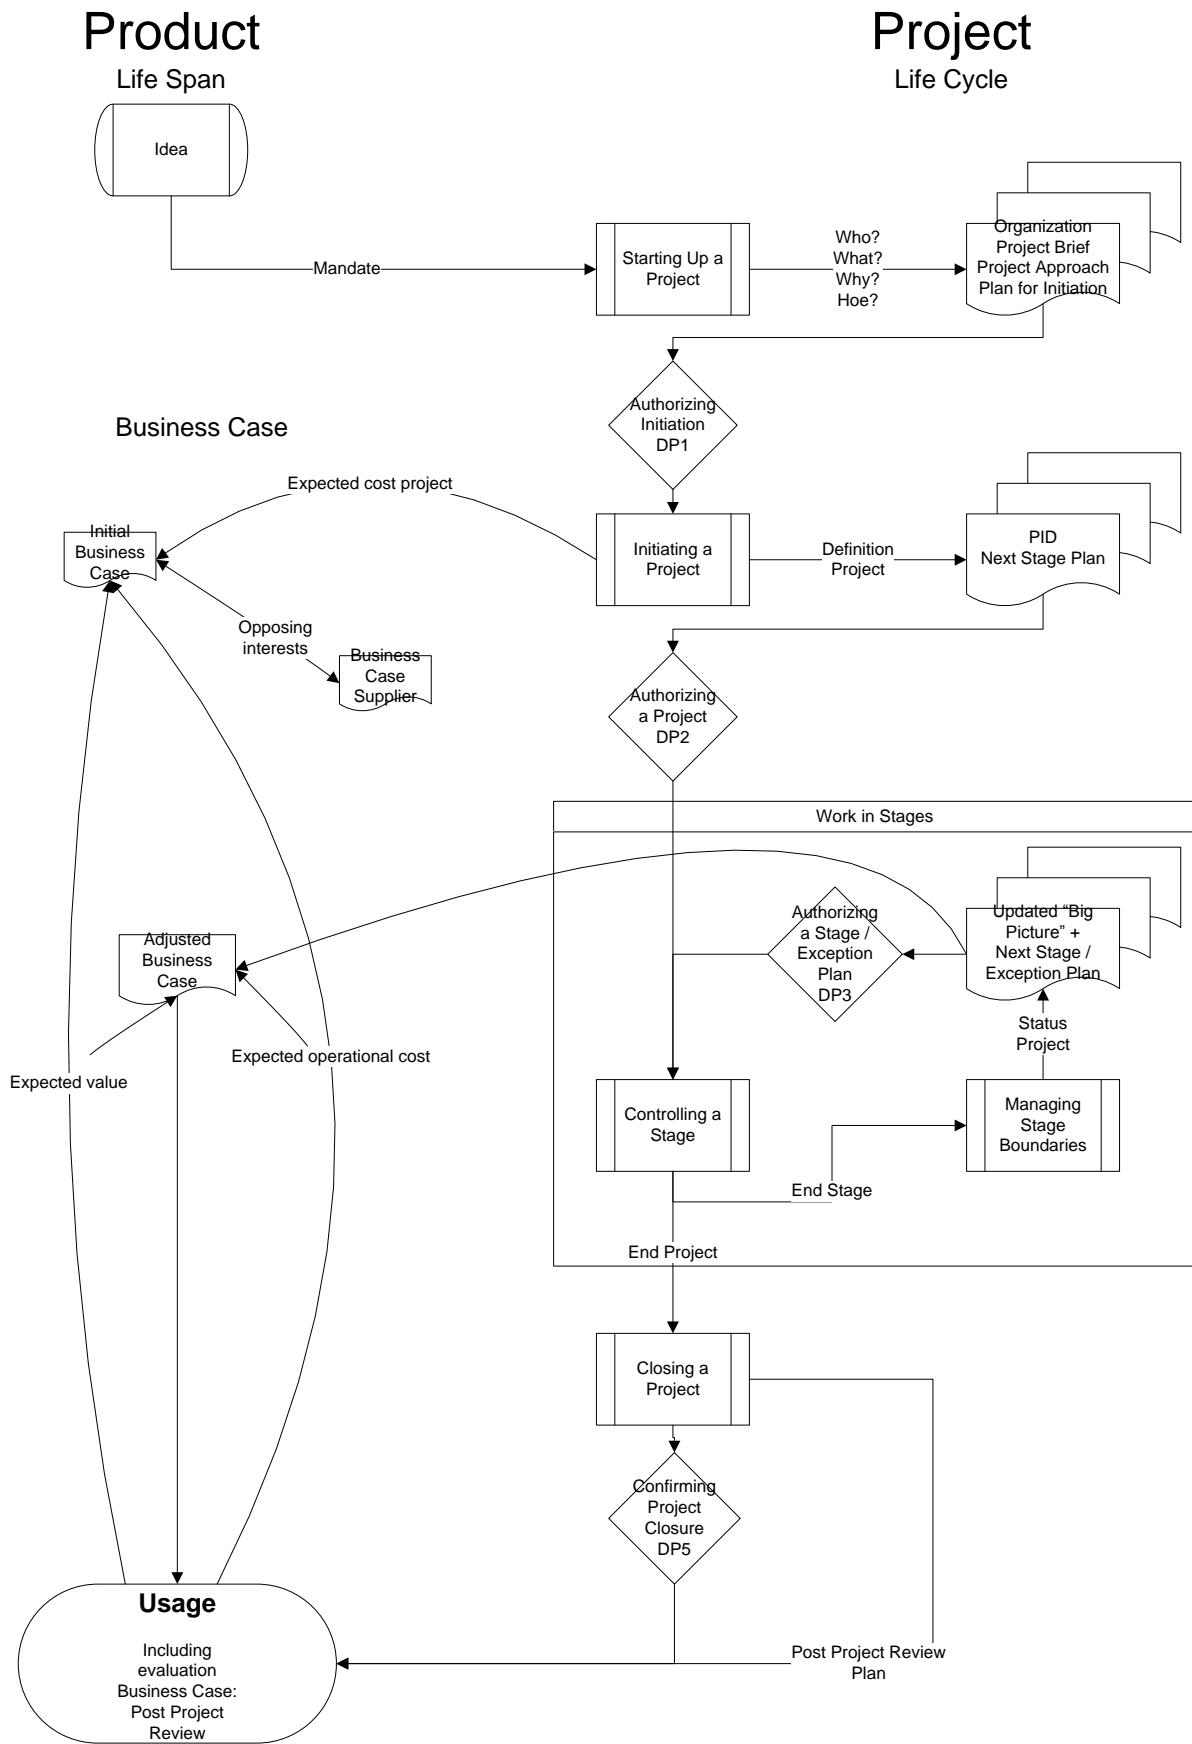 Product
Life Span
Project
Life Cycle
Idea
Mandate
Starting Up a
Project
Who?
What?
Why?
Hoe?
Organization
Project Brief
Project Approach
Plan for Initiation
Authorizing
Initiation
DP1
Business Case
Expected cost project
Initial
Business
Case
Initiating a
Project
Definition
Project
PID
Next Stage Plan
Opposing
interests
Business
Case
Supplier
Authorizing
a Project
DP2
Work in Stages
Adjusted
Business
Case
Authorizing
a Stage /
Exception
Plan
DP3
Updated “Big
Picture” +
Next Stage /
Exception Plan
Status
Project
Expected operational cost
Expected value
Controlling a
Stage
Managing
Stage
Boundaries
End Stage
End Project
Closing a
Project
Confirming
Project
Closure
DP5
Usage
Including
evaluation
Business Case:
Post Project
Review
Post Project Review
Plan